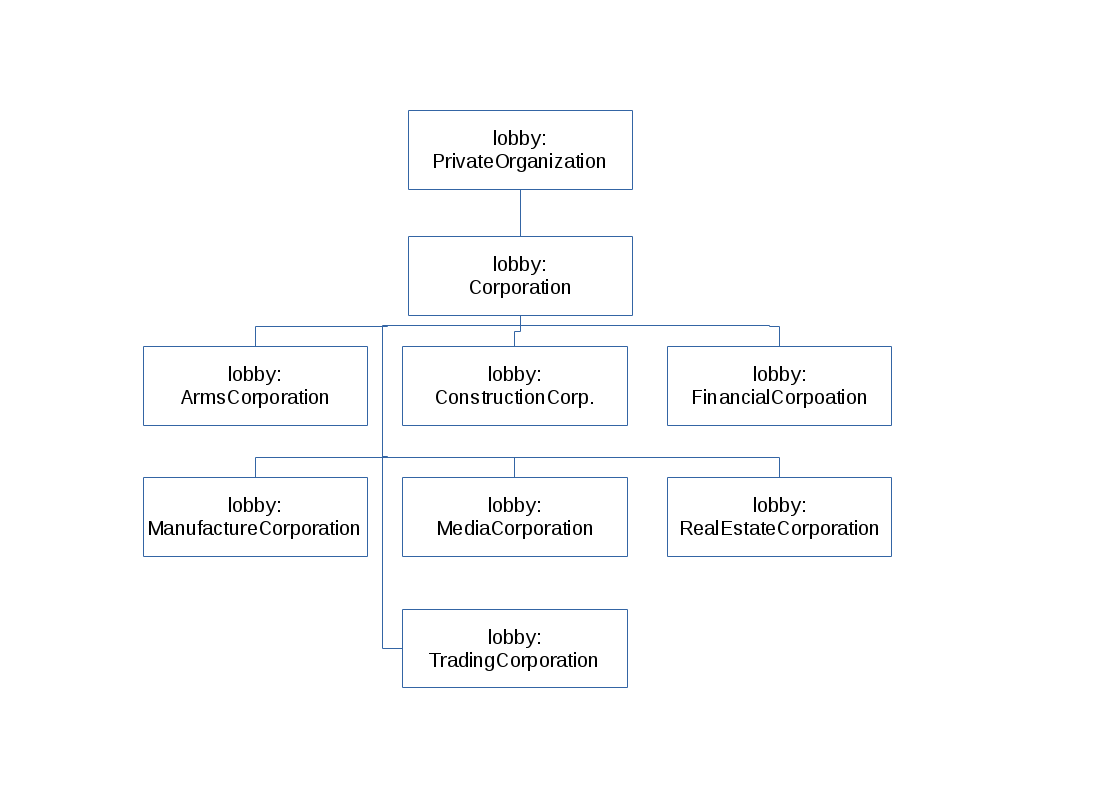 lobby:
PrivateOrganization
lobby:
Corporation
lobby:
ArmsCorporation
lobby:
ConstructionCorp.
lobby:
FinancialCorpoation
lobby:
ManufactureCorporation
lobby:
MediaCorporation
lobby:
RealEstateCorporation
lobby:
TradingCorporation